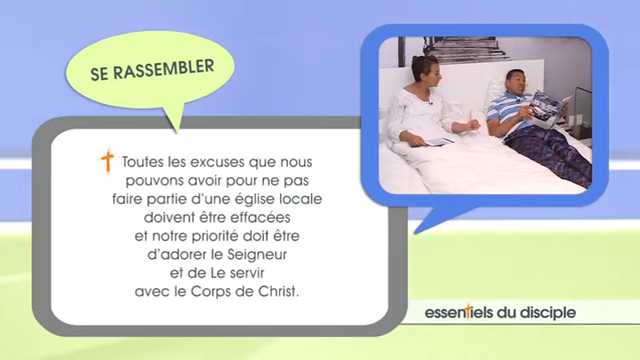 SE RASSEMBLER
Toutes les excuses que nous
pouvons avoir pour ne pas
faire partie d'une église locale
doivent être effacées
et notre priorité doit être
d'adorer le Seigneur
et de Le servir
avec le Corps de Christ.
essentiels du disciple